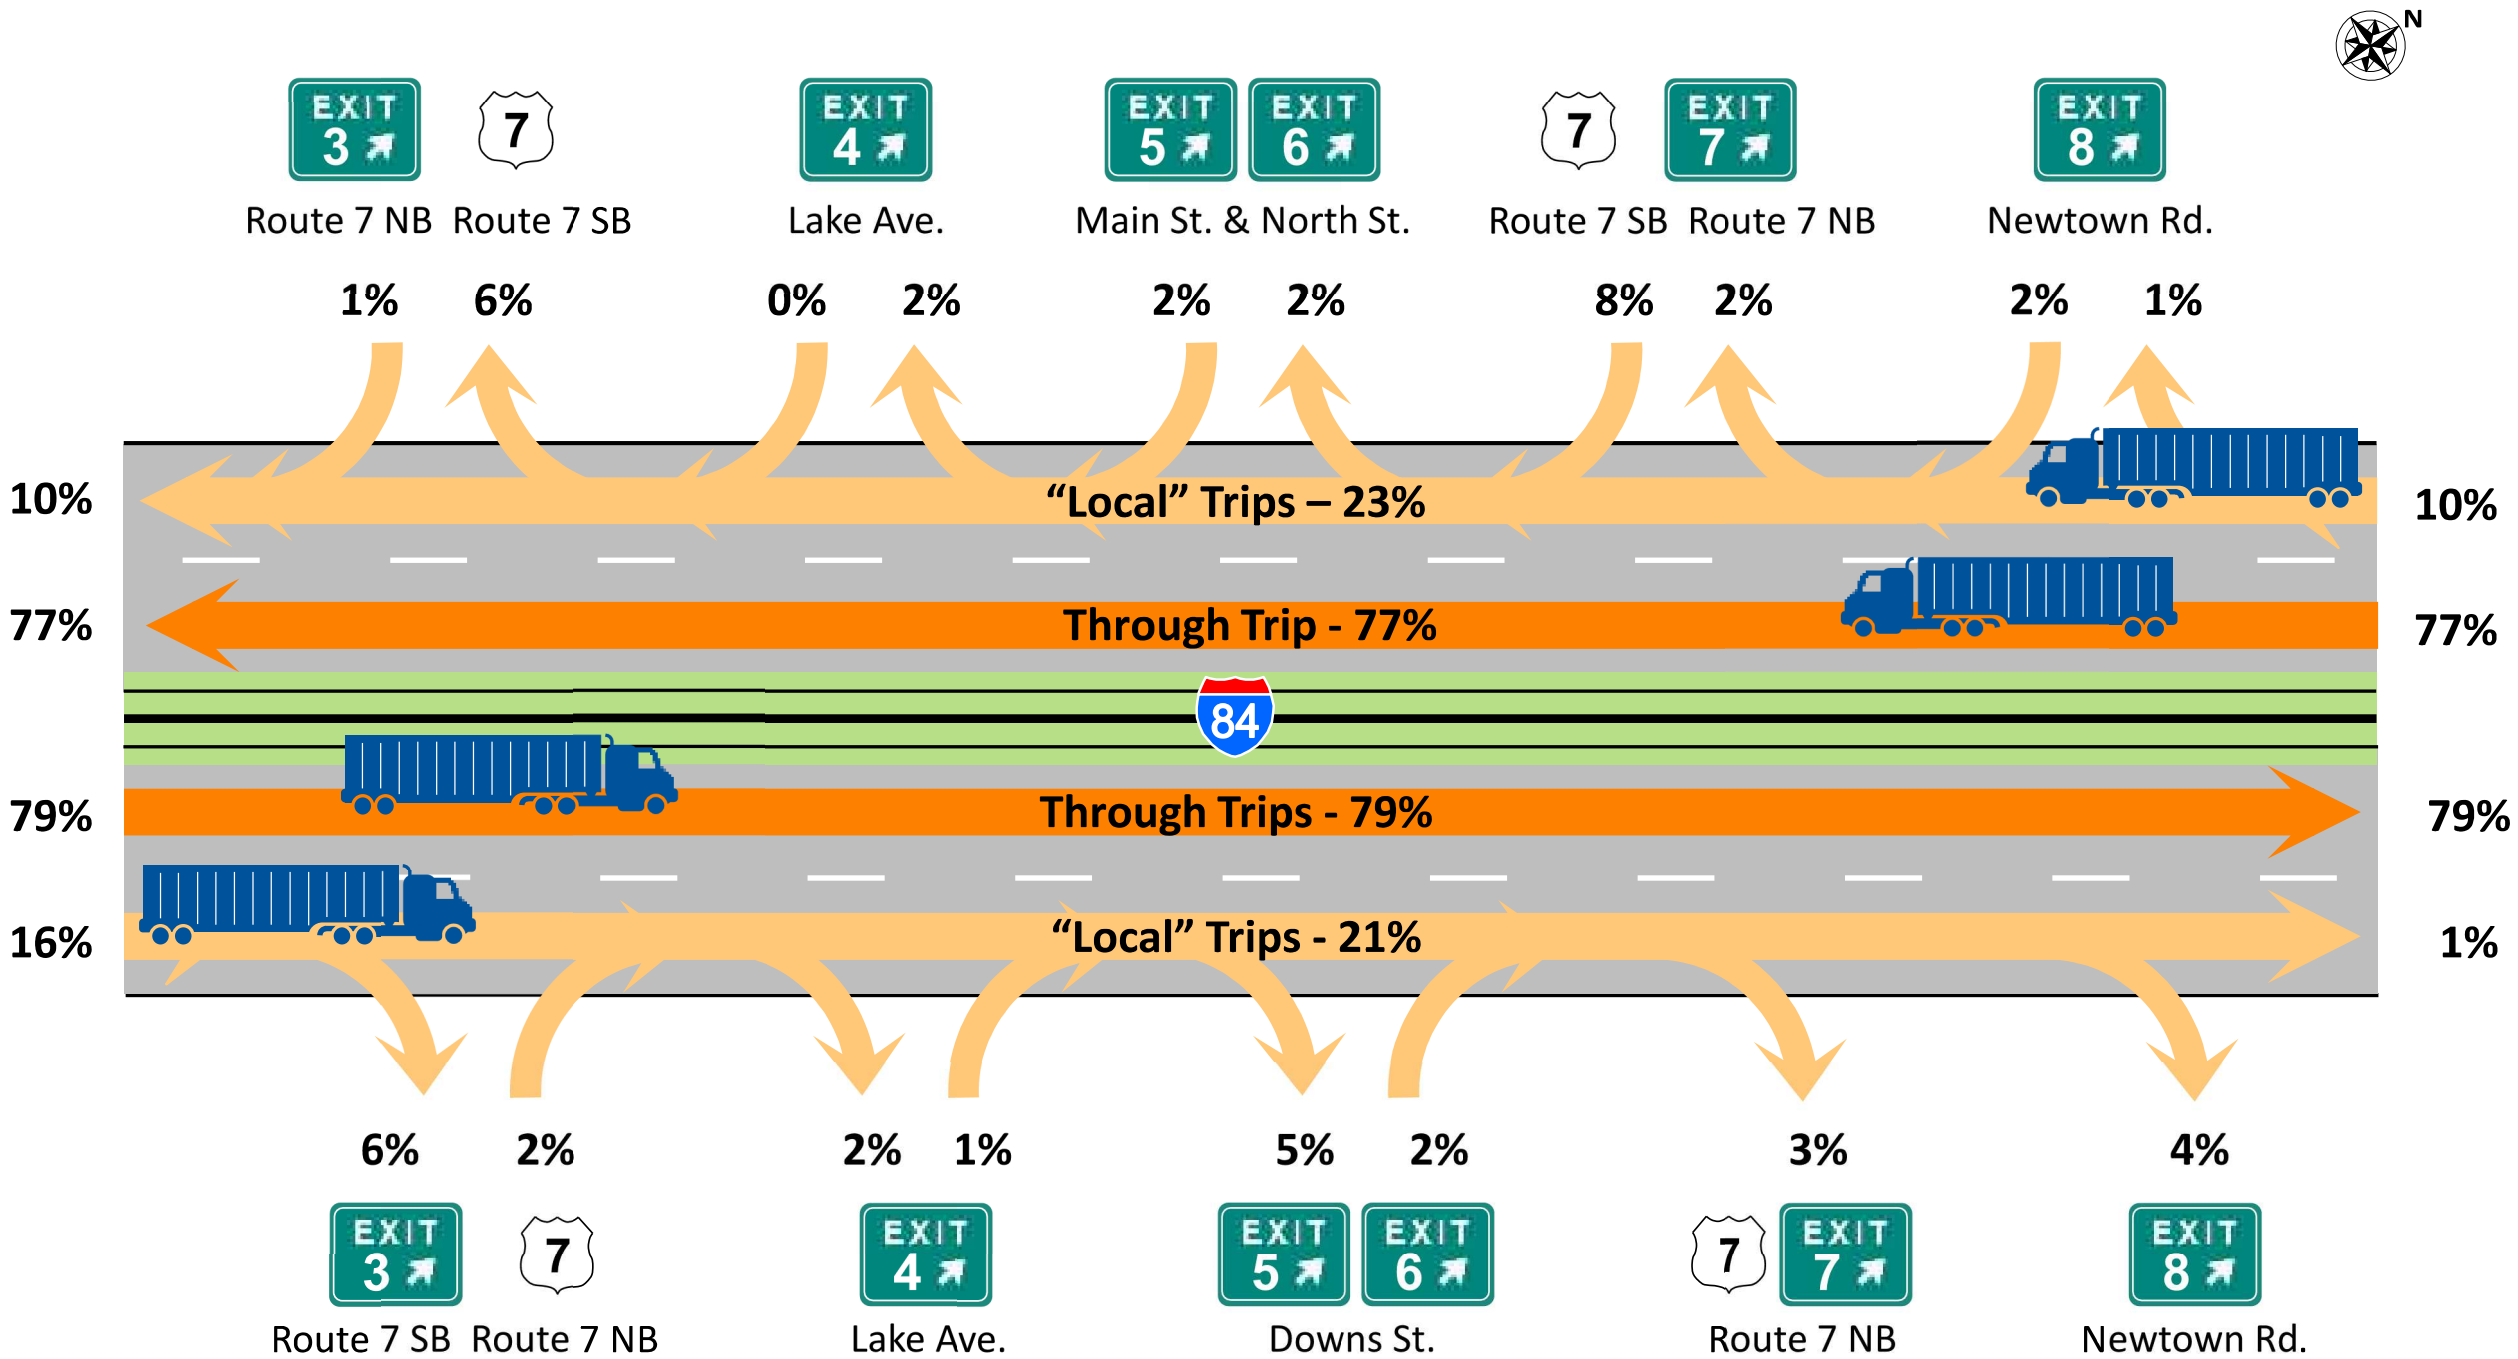 N
EXIT 3
7
EXIT 4
EXIT 5
EXIT 6
7
EXIT 7
EXIT 8
Route 7 NB Route 7 SB
Lake Ave.
Main St. & North St.
Route 7 SB Route 7 NB
Newtown Rd.
1% 6% 0% 2% 2% 2% 8% 2% 2% 1%
10% “Local”” Trips – 23% 10%
77% Through Trip - 77% 77%
84
79% Through Trips - 79% 79%
16% “Local” Trips - 21% 1%
6% 2% 2% 1% 5% 2% 3% 4%
EXIT 3
7
EXIT 4
EXIT 5
EXIT 6
7
EXIT 7
EXIT 8
Route 7 SB Route 7 NB
Lake Ave.
Downs St.
Route 7 NB
Newtown Rd.